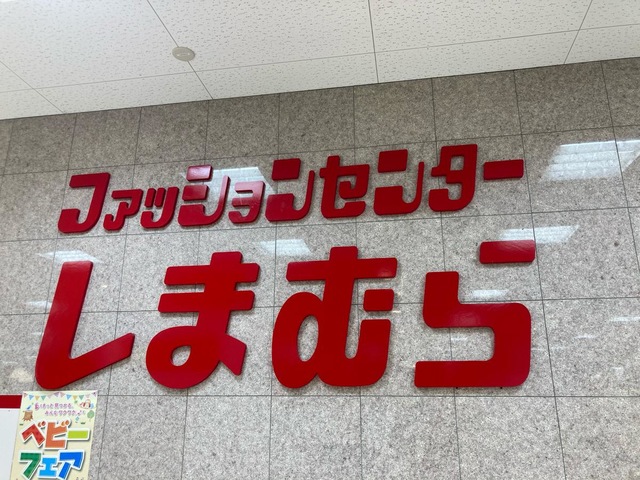 ファッションセンター
しまむら
ベビー
フェア